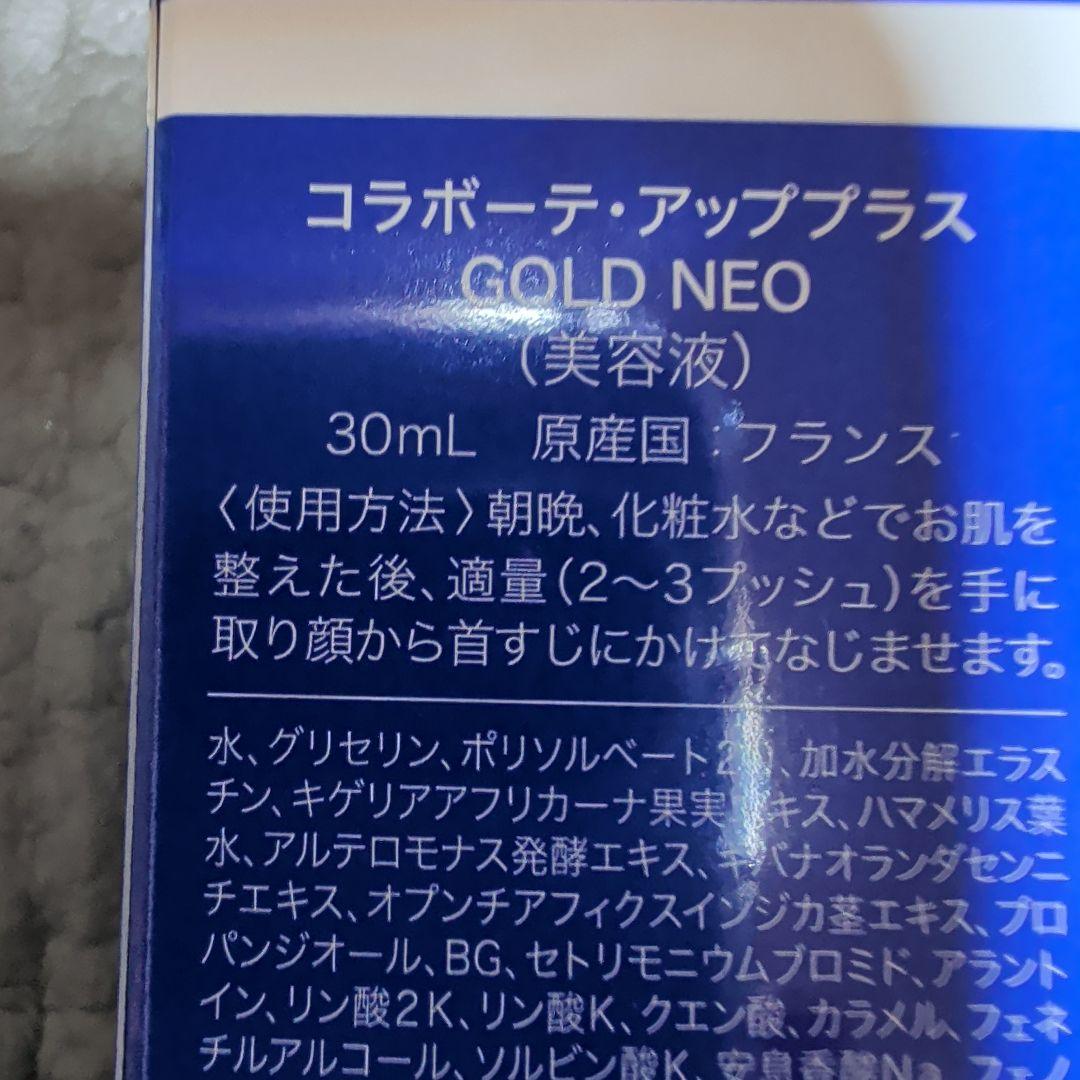 コラボーテ・アッププラス
GOLD NEO
（美容液）
30mL 原産国：フランス
〈使用方法〉朝晩、化粧水などでお肌を
整えた後、適量（2～3プッシュ）を手に
取り顔から首すじにかけてなじませます。
水、グリセリン、ポリソルベート20、加水分解エラス
チン、キゲリアアフリカーナ果実エキス、ハマメリス葉
水、アルテロモナス発酵エキス、キバナオランダセンニ
チエキス、オプンチアフィクスインジカ茎エキス、プロ
パンジオール、BG、セトリモニウムブロミド、アラント
イン、リン酸2K、リン酸K、クエン酸、カラメル、フェネ
チルアルコール、ソルビン酸K、安息香酸Na、フェノ